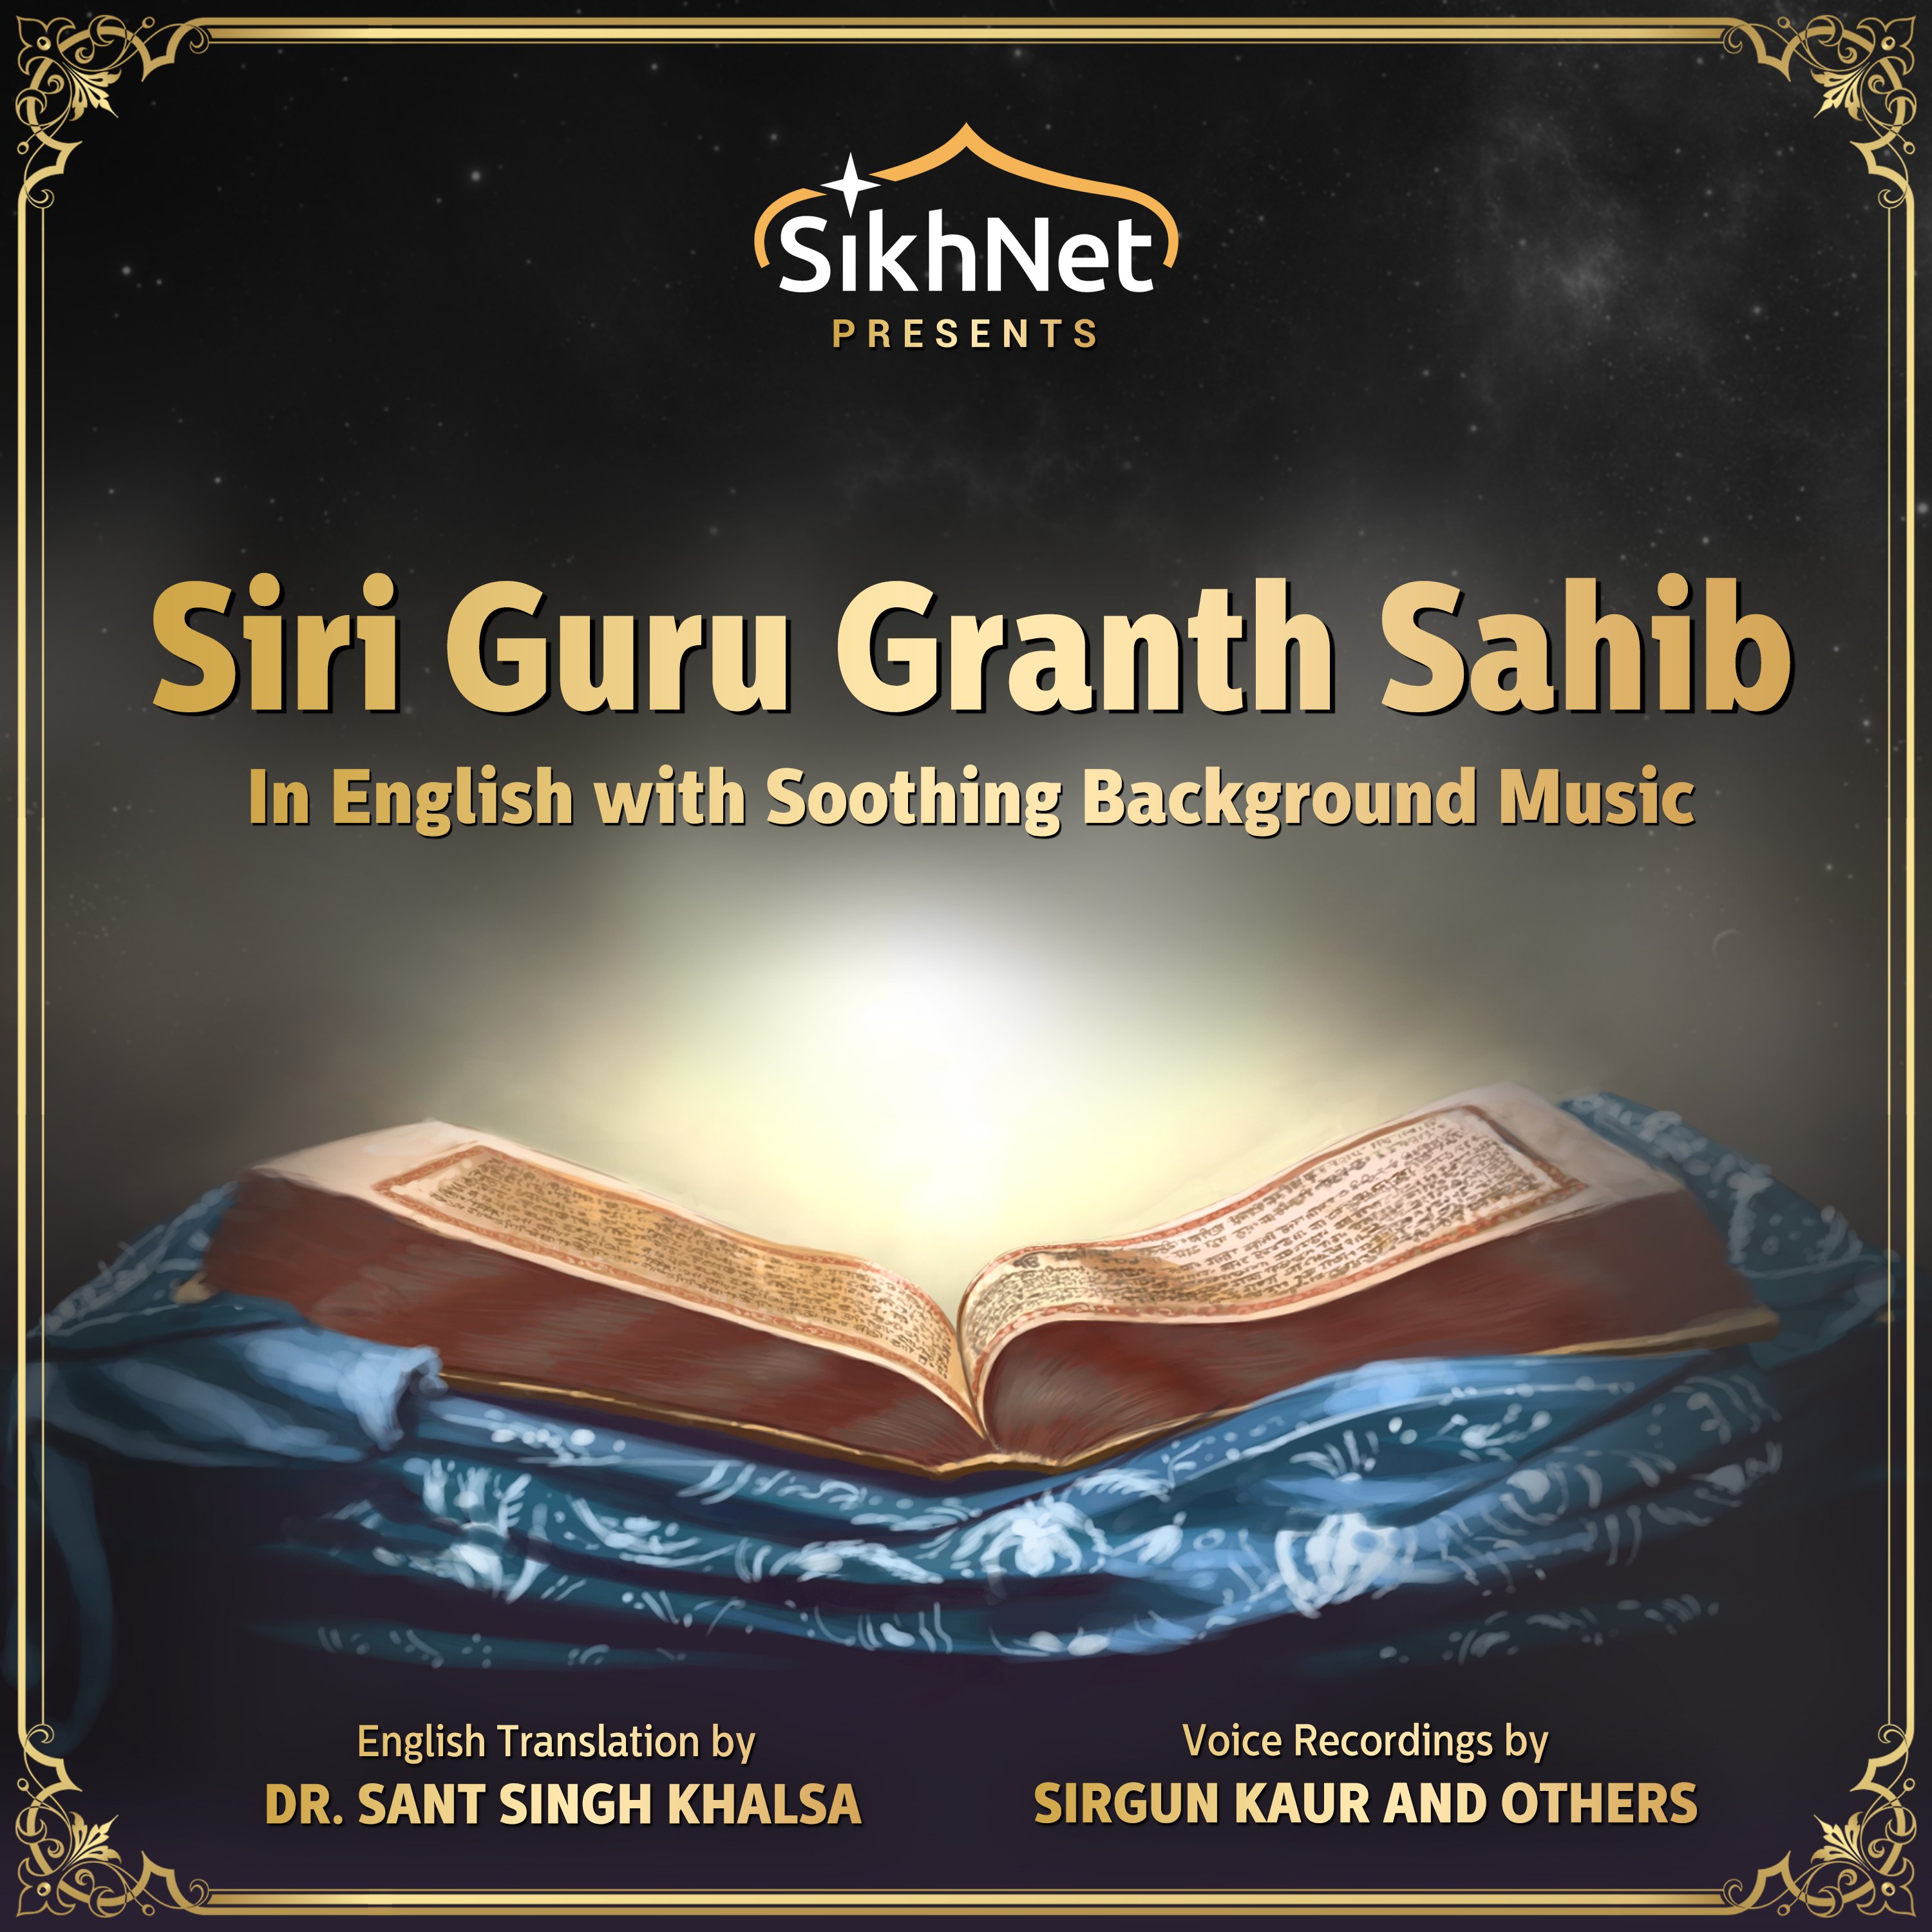 SikhNet
PRESENTS
Siri Guru Granth Sahib
In English with Soothing Background Music
English Translation by
DR. SANT SINGH KHALSA
Voice Recordings by
SIRGUN KAUR AND OTHERS